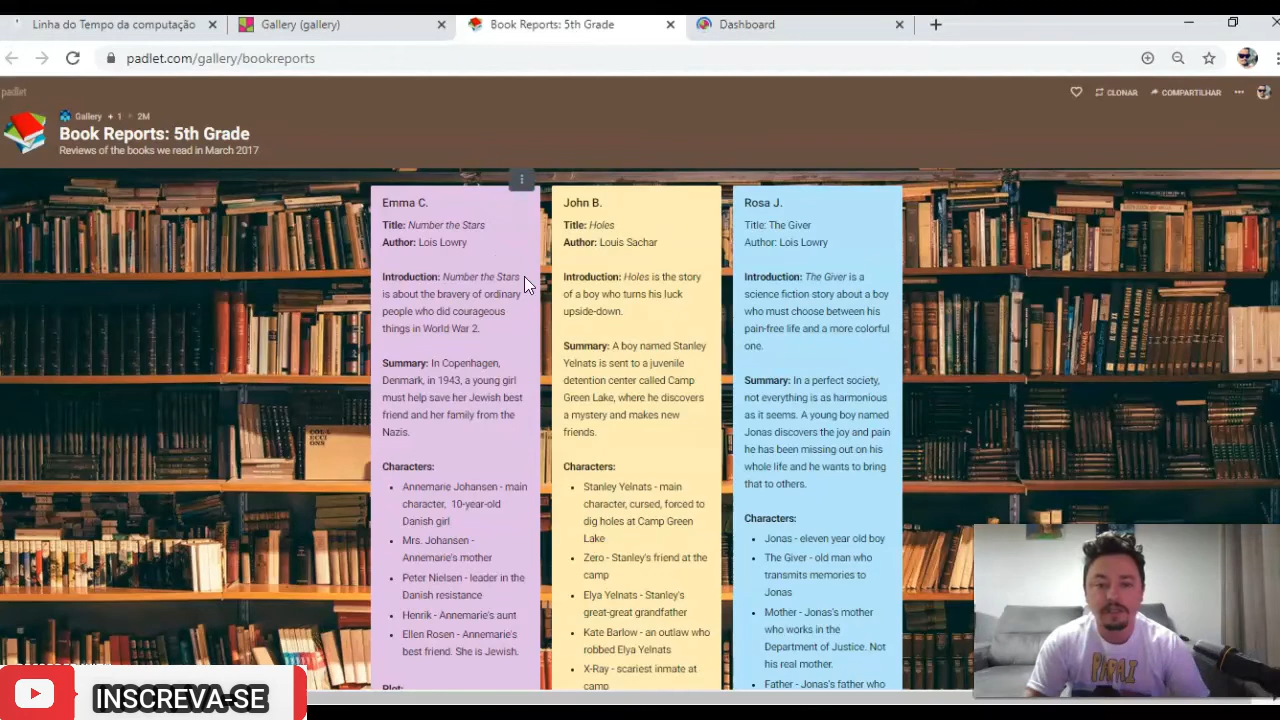 Linha do Tempo da computação
Gallery (gallery)
Book Reports: 5th Grade
Dashboard
padlet.com/gallery/bookreports
padlet
CLONAR
COMPARTILHAR
Gallery + 1 2M
Book Reports: 5th Grade
Reviews of the books we read in March 2017
Emma C.
Title: Number the Stars
Author: Lois Lowry
Introduction: Number the Stars
is about the bravery of ordinary
people who did courageous
things in World War 2.
Summary: In Copenhagen,
Denmark, in 1943, a young girl
must help save her Jewish best
friend and her family from the
Nazis.
Characters:
Annemarie Johansen - main
character, 10-year-old
Danish girl
Mrs. Johansen -
Annemarie's mother
Peter Nielsen - leader in the
Danish resistance
Henrik - Annemarie's aunt
Ellen Rosen - Annemarie's
best friend. She is Jewish.
Plot:
John B.
Title: Holes
Author: Louis Sachar
Introduction: Holes is the story
of a boy who turns his luck
upside-down.
Summary: A boy named Stanley
Yelnats is sent to a juvenile
detention center called Camp
Green Lake, where he discovers
a mystery and makes new
friends.
Characters:
Stanley Yelnats - main
character, cursed, forced to
dig holes at Camp Green
Lake
Zero - Stanley's friend at the
camp
Elya Yelnats - Stanley's
great-great grandfather
Kate Barlow - an outlaw who
robbed Elya Yelnats
X-Ray - scariest inmate at
camp
Rosa J.
Title: The Giver
Author: Lois Lowry
Introduction: The Giver is a
science fiction story about a boy
who must choose between his
pain-free life and a more colorful
one.
Summary: In a perfect society,
not everything is as harmonious
as it seems. A young boy named
Jonas discovers the joy and pain
he has been missing out on his
whole life and he wants to bring
that to others.
Characters:
Jonas - eleven year old boy
The Giver - old man who
transmits memories to
Jonas
Mother - Jonas's mother
who works in the
Department of Justice. Not
his real mother.
Father - Jonas's father who
INSCREVA-SE